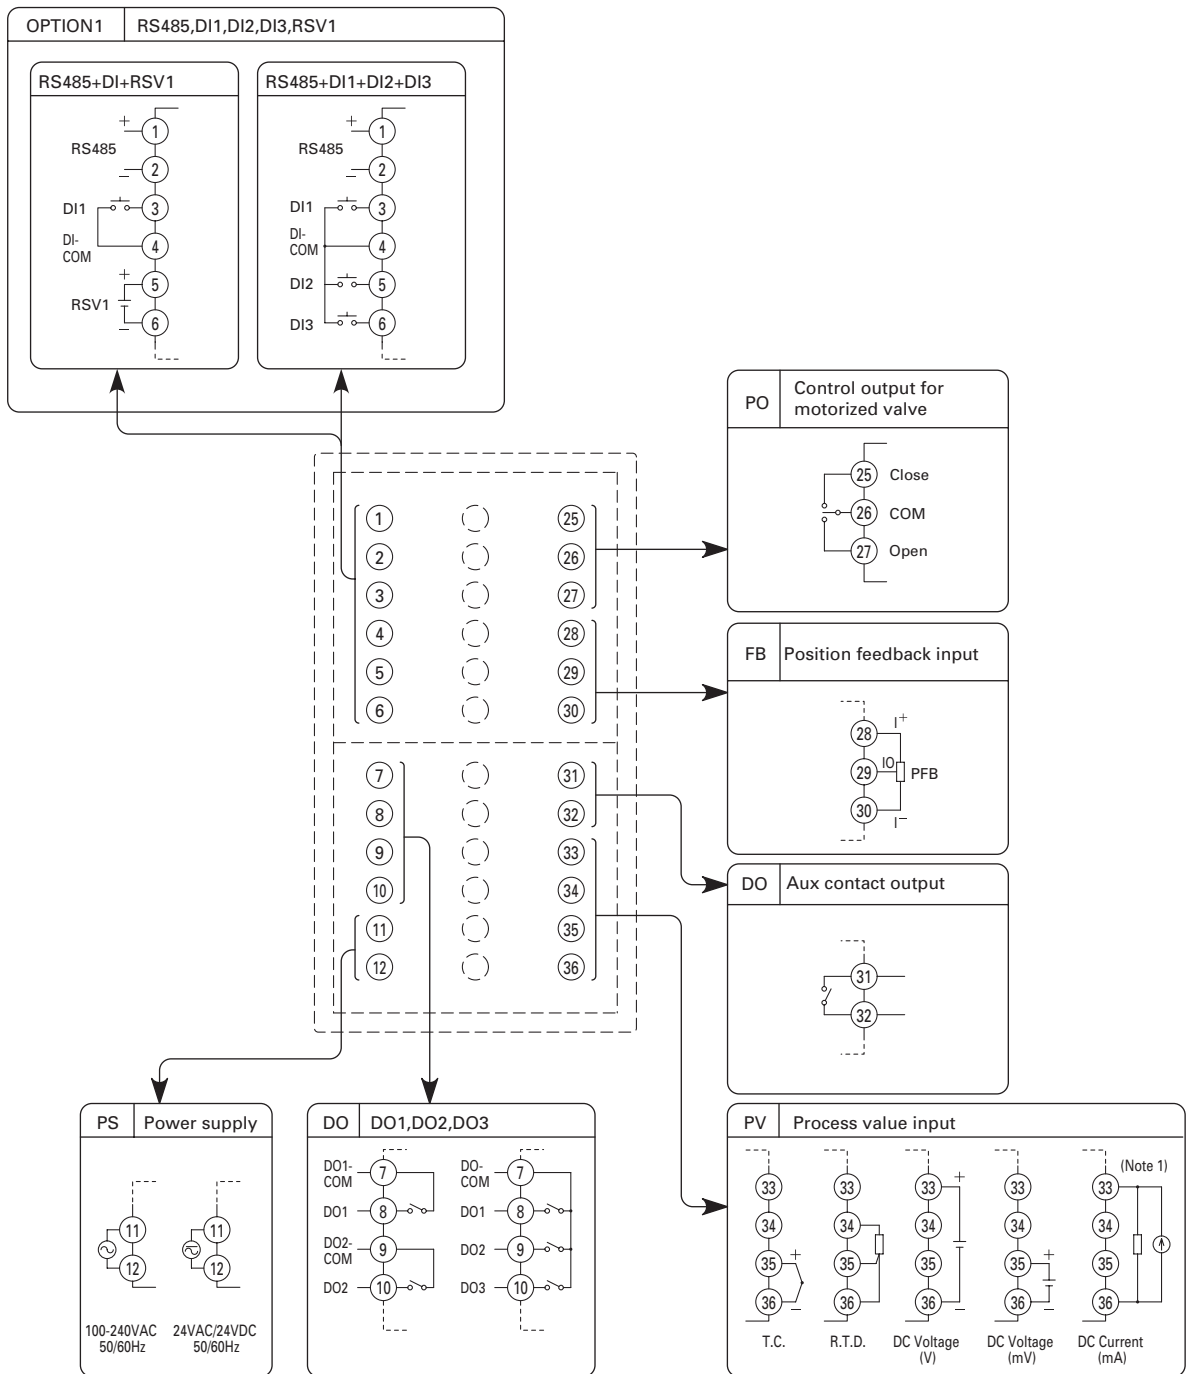 OPTION1 RS485,DI1,DI2,DI3,RSV1
RS485+DI+RSV1
+
1
RS485
2
−
DI1
3
DI-
COM
4
+
5
RSV1
6
−
RS485+DI1+DI2+DI3
+
1
RS485
2
−
DI1
3
DI-
COM
4
DI2
5
DI3
6
PO Control output for
motorized valve
25 Close
26 COM
27 Open
1 25
2 26
3 27
4 28
5 29
6 30
7 31
8 32
9 33
10 34
11 35
12 36
FB Position feedback input
28 I+
29 IO PFB
30 I−
DO Aux contact output
31
32
PS Power supply
11
12
100-240VAC
50/60Hz
11
12
24VAC/24VDC
50/60Hz
DO DO1,DO2,DO3
DO1-
COM
7
DO1 8
DO2-
COM
9
DO2 10
DO-
COM
7
DO1 8
DO2 9
DO3 10
PV Process value input
33
34
35 +
36 −
T.C.
33
34
35
36
R.T.D.
33 +
34
35
36 −
DC Voltage
(V)
33
34
35 +
36 −
DC Voltage
(mV)
(Note 1)
33
34
35
36
DC Current
(mA)